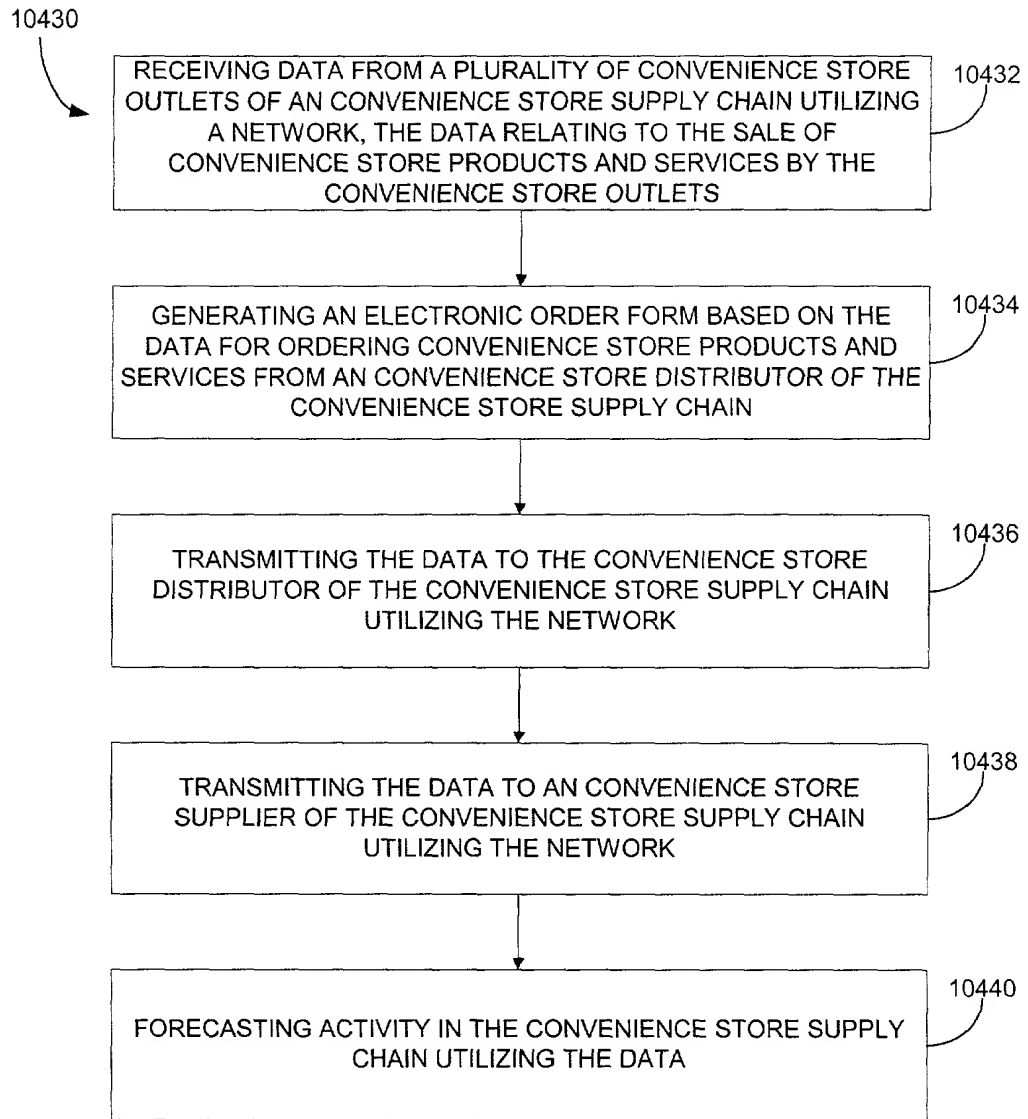 10430
RECEIVING DATA FROM A PLURALITY OF CONVENIENCE STORE
OUTLETS OF AN CONVENIENCE STORE SUPPLY CHAIN UTILIZING
A NETWORK, THE DATA RELATING TO THE SALE OF
CONVENIENCE STORE PRODUCTS AND SERVICES BY THE
CONVENIENCE STORE OUTLETS
10432
GENERATING AN ELECTRONIC ORDER FORM BASED ON THE
DATA FOR ORDERING CONVENIENCE STORE PRODUCTS AND
SERVICES FROM AN CONVENIENCE STORE DISTRIBUTOR OF THE
CONVENIENCE STORE SUPPLY CHAIN
10434
TRANSMITTING THE DATA TO THE CONVENIENCE STORE
DISTRIBUTOR OF THE CONVENIENCE STORE SUPPLY CHAIN
UTILIZING THE NETWORK
10436
TRANSMITTING THE DATA TO AN CONVENIENCE STORE
SUPPLIER OF THE CONVENIENCE STORE SUPPLY CHAIN
UTILIZING THE NETWORK
10438
FORECASTING ACTIVITY IN THE CONVENIENCE STORE SUPPLY
CHAIN UTILIZING THE DATA
10440